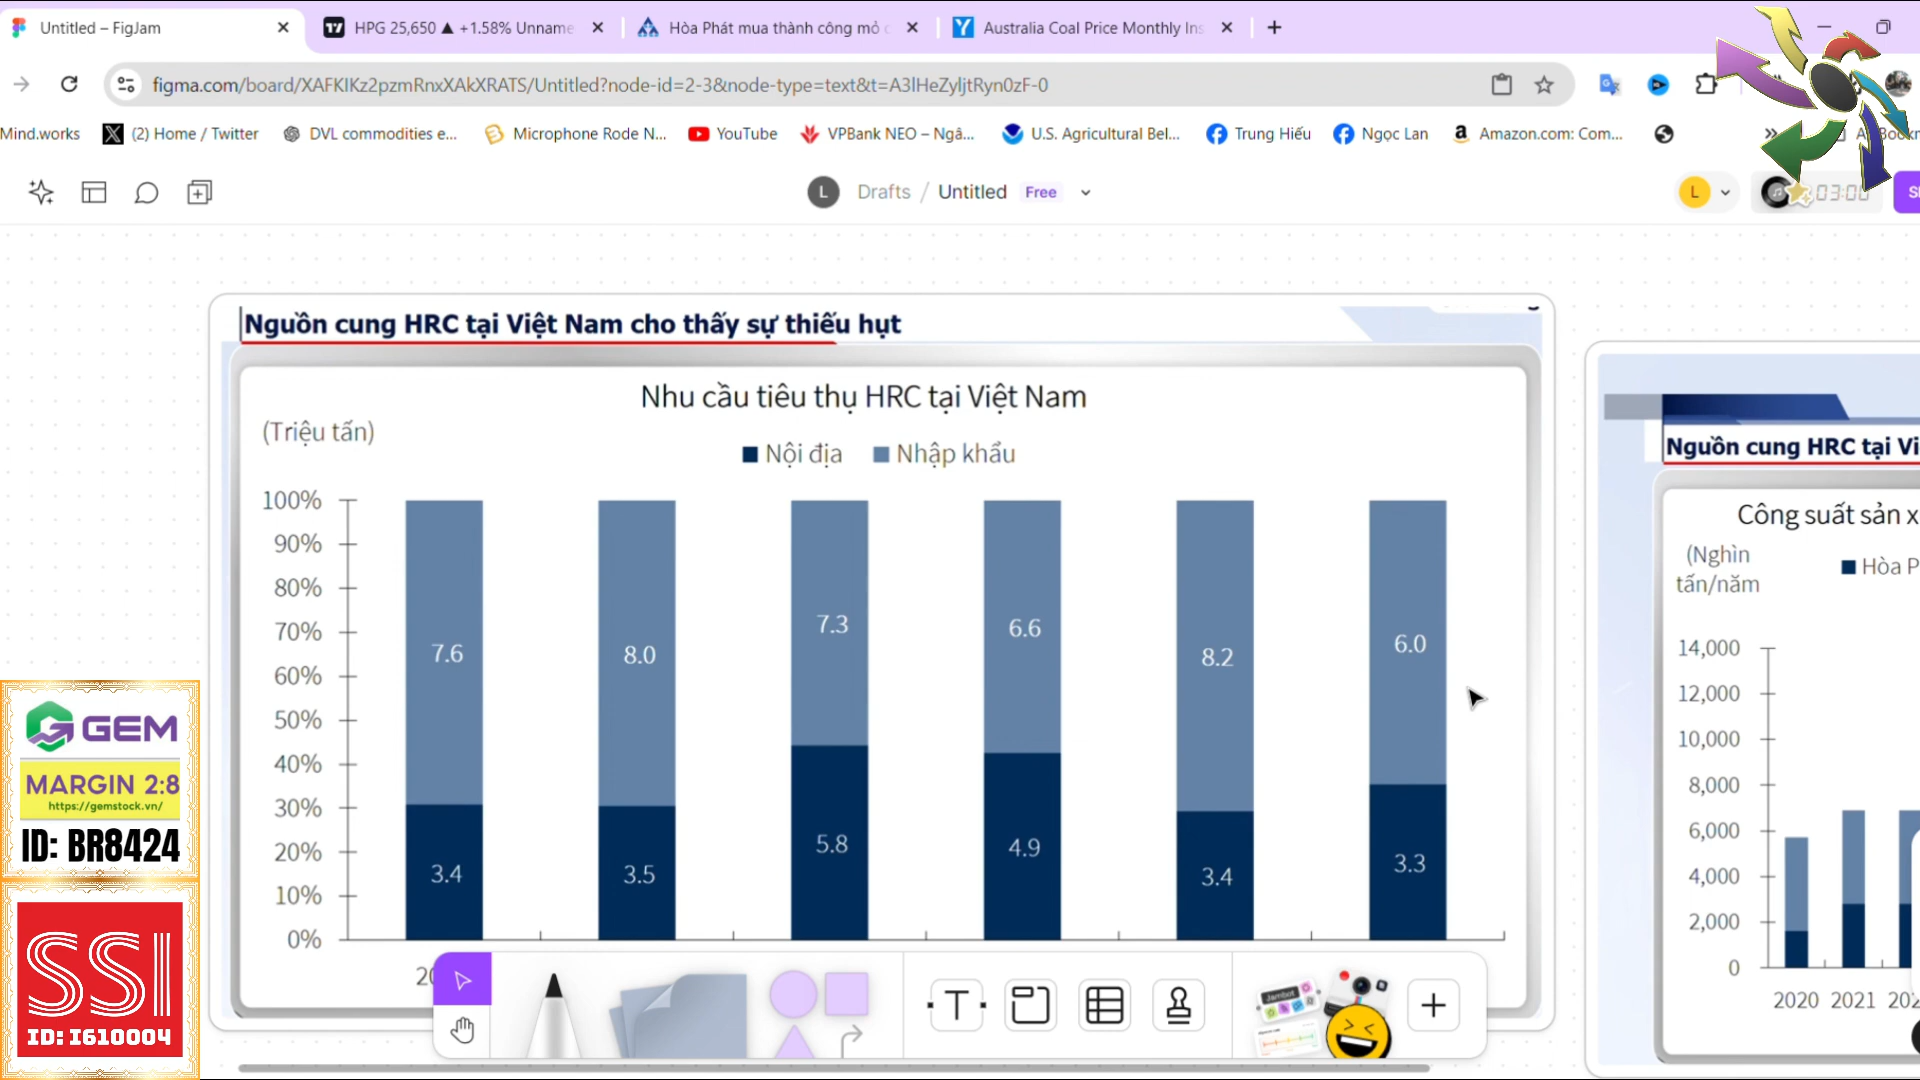 Untitled – FigJam
HPG 25,650 ▲ +1.58% Unname
Hòa Phát mua thành công mỏ
Australia Coal Price Monthly Ins
figma.com/board/XAFKIKz2pzmRnxXAkXRATS/Untitled?node-id=2-3&node-type=text&t=A3lHeZyljtRyn0zF-0
Mind.works
(2) Home / Twitter
DVL commodities e...
Microphone Rode N...
YouTube
VPBank NEO – Ngâ...
U.S. Agricultural Bel...
Trung Hiếu
Ngọc Lan
Amazon.com: Com...
L
Drafts / Untitled Free
L
03:00
Nguồn cung HRC tại Việt Nam cho thấy sự thiếu hụt
Nhu cầu tiêu thụ HRC tại Việt Nam
(Triệu tấn)
Nội địa Nhập khẩu
100%
90%
80%
70%
60%
50%
40%
30%
20%
10%
0%
7.6 8.0 7.3 6.6 8.2 6.0
3.4 3.5 5.8 4.9 3.4 3.3
Nguồn cung HRC tại Vi
Công suất sản x
(Nghìn
tấn/năm
Hòa P
14,000
12,000
10,000
8,000
6,000
4,000
2,000
0
2020 2021 202
GEM
MARGIN 2:8
https://gemstock.vn/
ID: BR8424
SSI
ID: I610004
T
Jambot